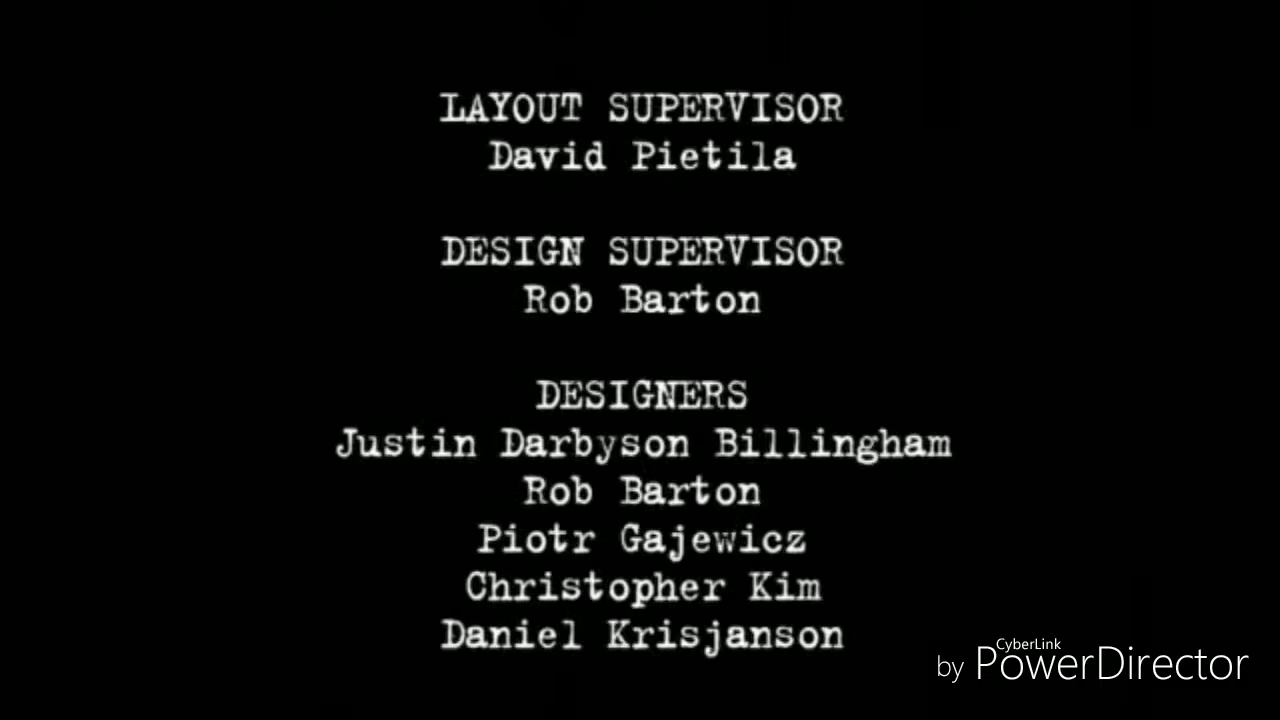 LAYOUT SUPERVISOR
David Pietila
DESIGN SUPERVISOR
Rob Barton
DESIGNERS
Justin Darbyson Billingham
Rob Barton
Piotr Gajewicz
Christopher Kim
Daniel Krisjanson
CyberLink
by PowerDirector